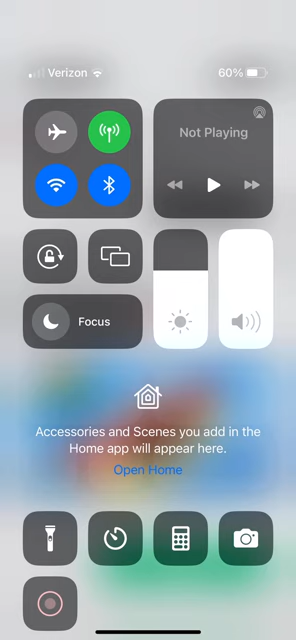 Verizon
60%
Not Playing
Focus
Accessories and Scenes you add in the
Home app will appear here.
Open Home